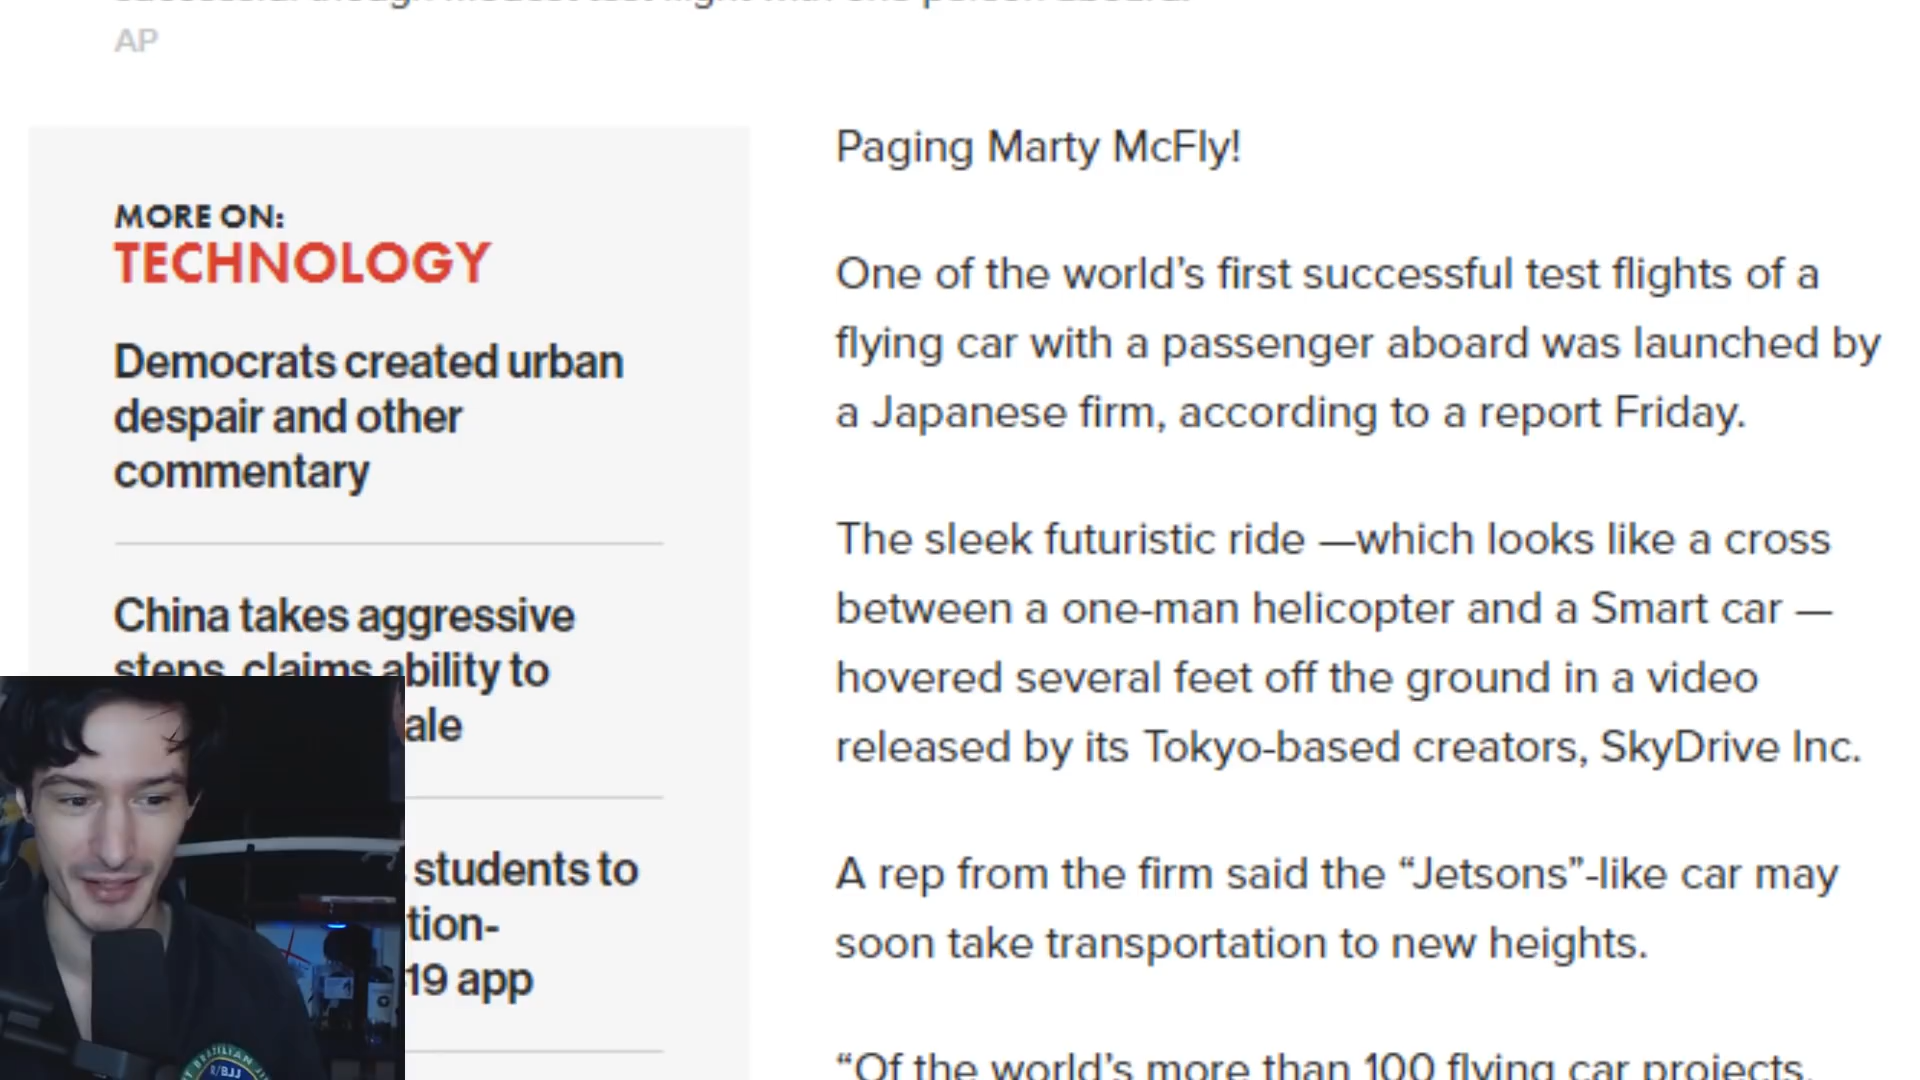 AP
MORE ON:
TECHNOLOGY
Democrats created urban
despair and other
commentary
China takes aggressive
steps, claims ability to
ale
students to
tion-
19 app
Paging Marty McFly!
One of the world’s first successful test flights of a
flying car with a passenger aboard was launched by
a Japanese firm, according to a report Friday.
The sleek futuristic ride —which looks like a cross
between a one-man helicopter and a Smart car —
hovered several feet off the ground in a video
released by its Tokyo-based creators, SkyDrive Inc.
A rep from the firm said the “Jetsons”-like car may
soon take transportation to new heights.
“Of the world’s more than 100 flying car projects,
BRAZILIAN
R/BJJ